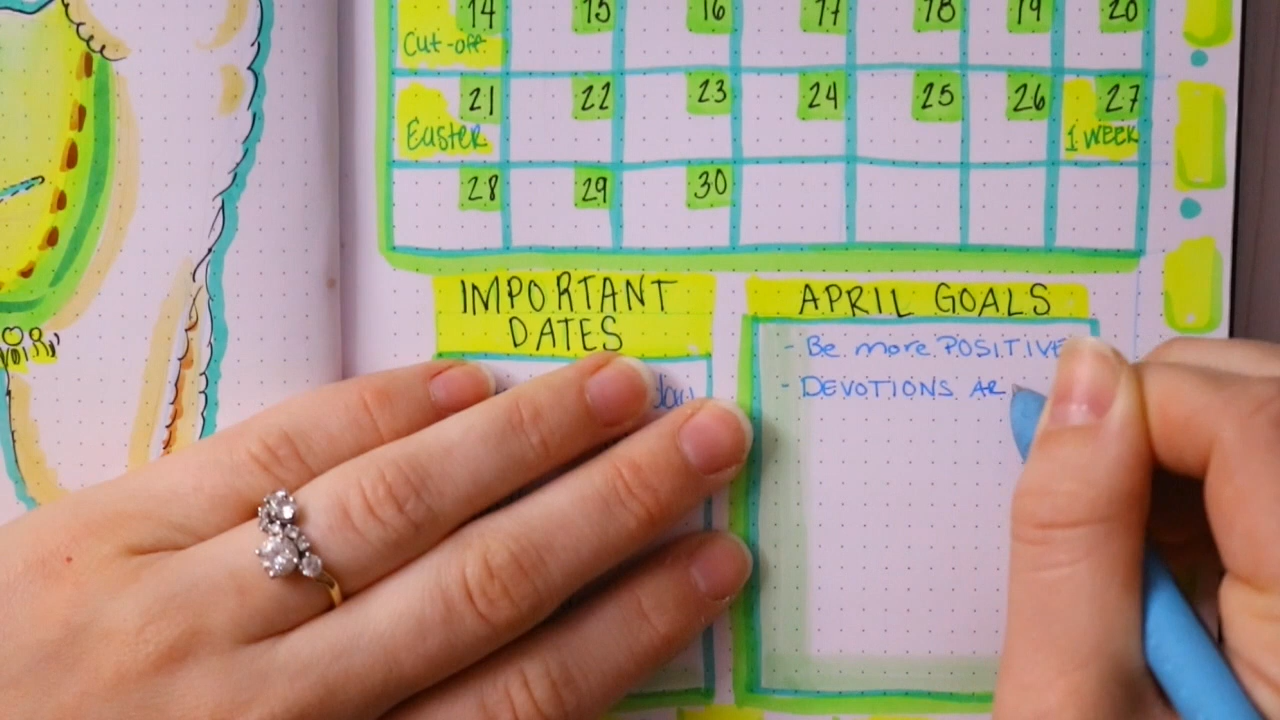 14 15 16 17 18 19 20
Cut-off
21 22 23 24 25 26 27
Easter 1 WEEK
28 29 30
IMPORTANT
DATES
APRIL GOALS
- Be more POSITIVE
- DEVOTIONS AR